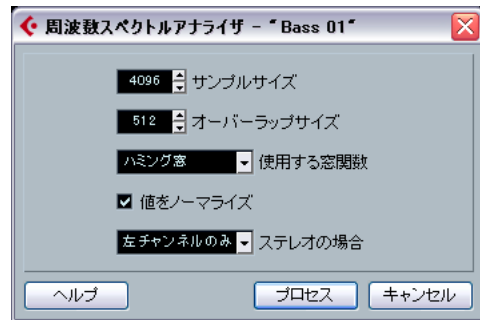 周波数スペクトルアナライザ - "Bass 01"
4096 サンプルサイズ
512 オーバーラップサイズ
ハミング窓 使用する窓関数
値をノーマライズ
左チャンネルのみ ステレオの場合
ヘルプ プロセス キャンセル